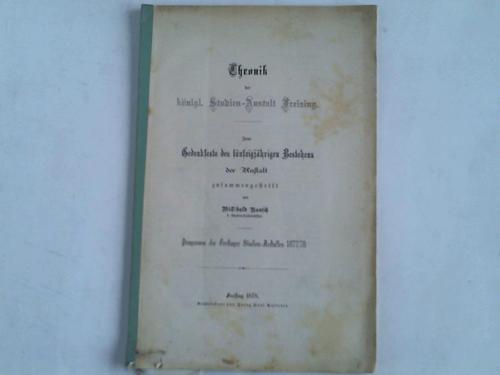 Chronik
der
königl. Studien-Anstalt Freising.
Zum
Gedenkfeste des fünfzigjährigen Bestehens
der Anstalt
zusammengestellt
von
Willibald
Programm der Freisinger Studien-Anstalten 1877/78
Freising 1878.